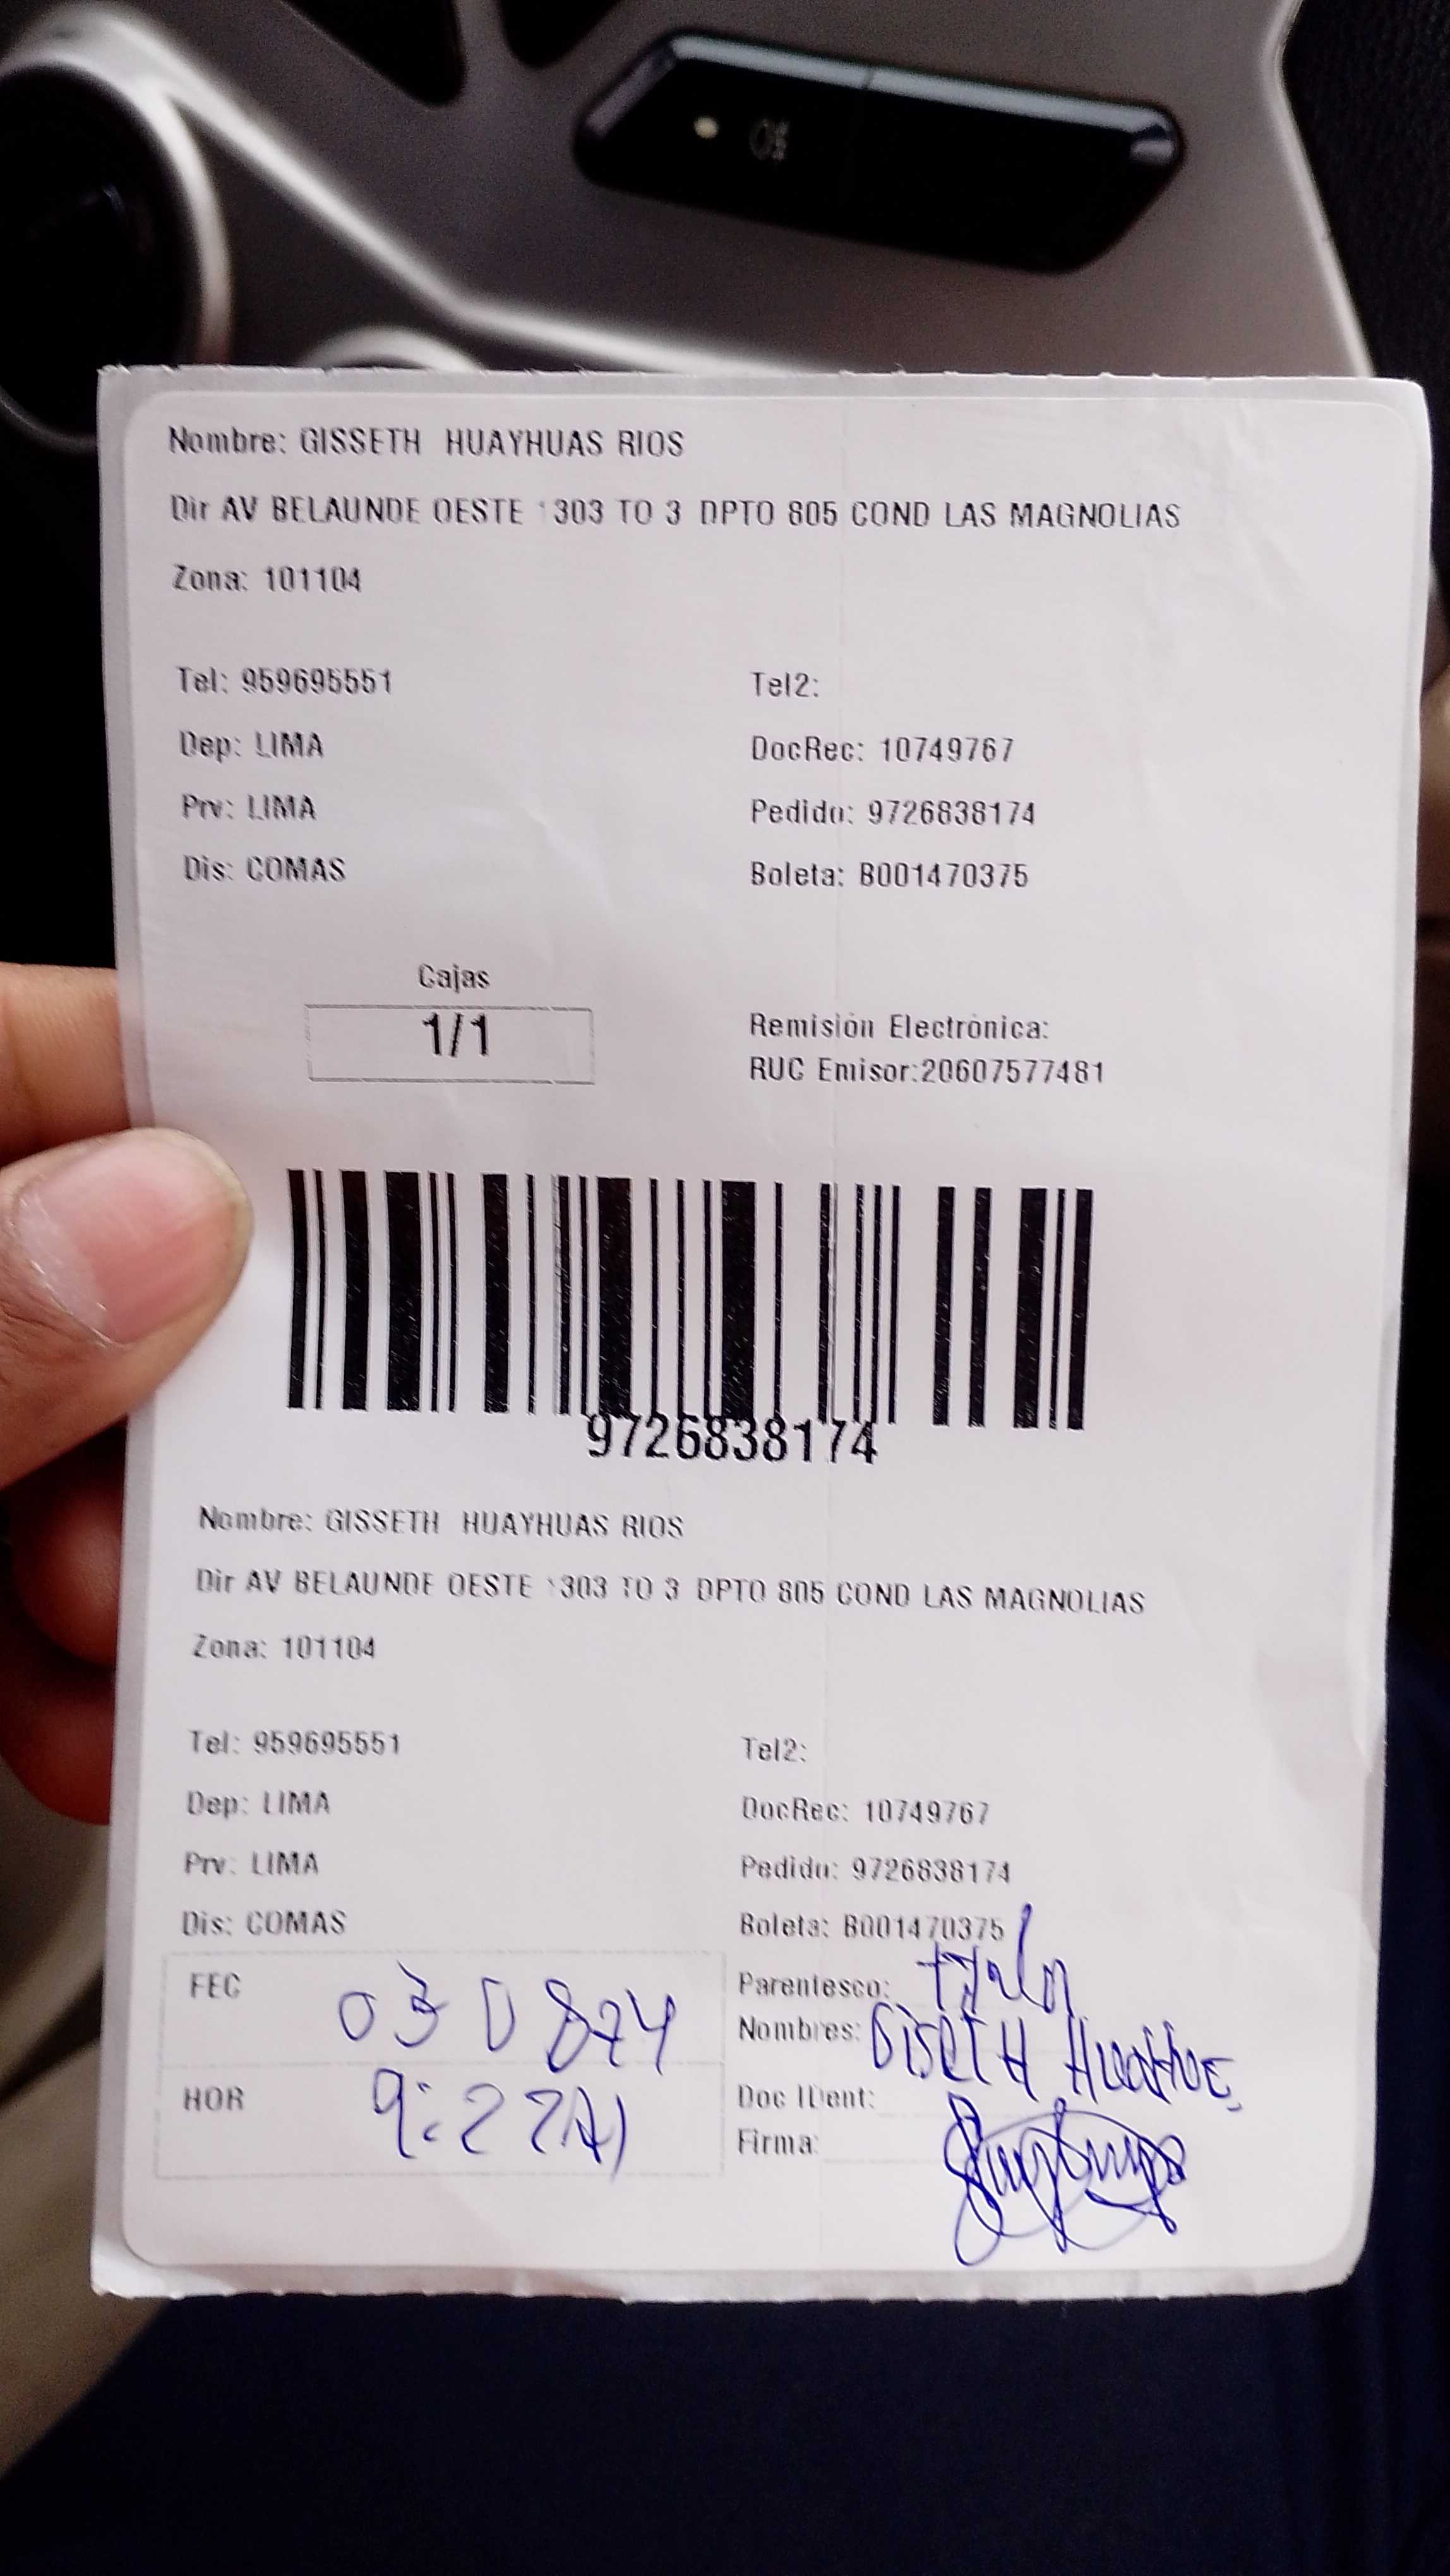 Nombre: GISSETH HUAYHUAS RIOS
Dir AV BELAUNDE OESTE 1303 TO 3 DPTO 805 COND LAS MAGNOLIAS
Zona: 101104
Tel: 959695551 Tel2:
Dep: LIMA DocRec: 10749767
Prv: LIMA Pedido: 9726838174
Dis: COMAS Boleta: B001470375
Cajas
1/1
Remisión Electrónica:
RUC Emisor:20607577481
9726838174
Nombre: GISSETH HUAYHUAS RIOS
Dir AV BELAUNDE OESTE 1303 TO 3 DPTO 805 COND LAS MAGNOLIAS
Zona: 101104
Tel: 959695551 Tel2:
Dep: LIMA DocRec: 10749767
Prv: LIMA Pedido: 9726838174
Dis: COMAS Boleta: B001470375
FEC
Parentesco:
Nombres: GisETH
HOR 9:22
Doc IDent:
Firma: